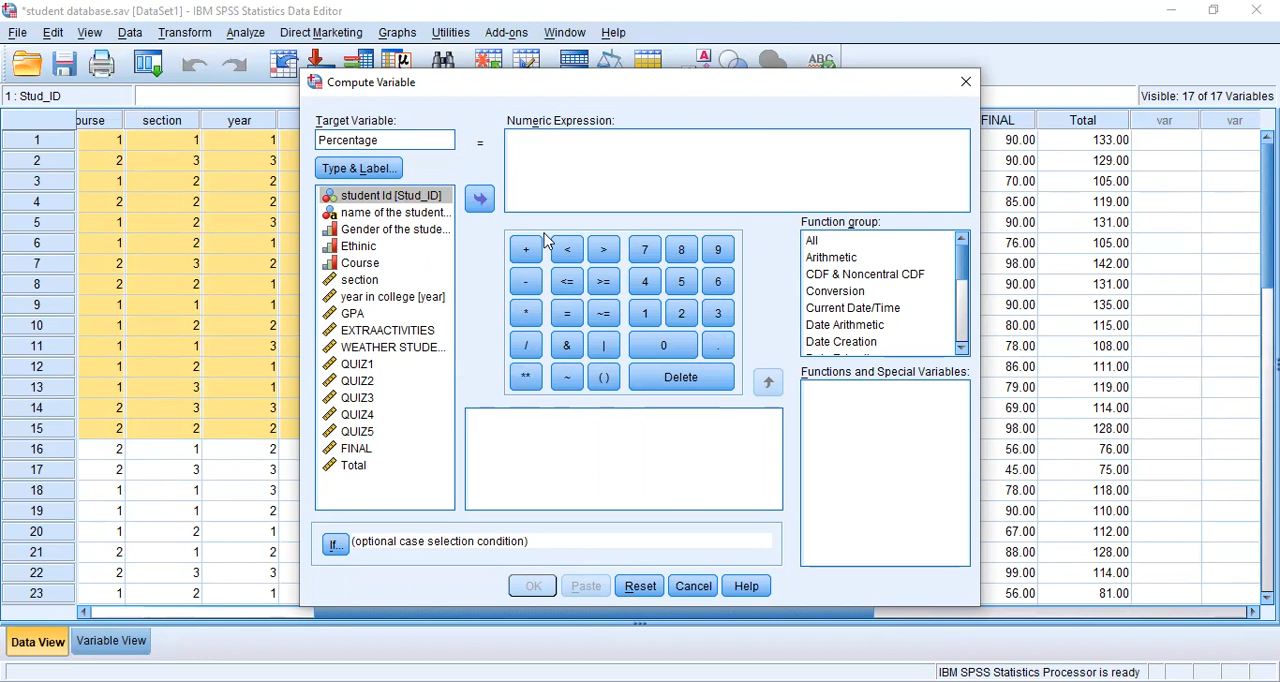 *student database.sav [DataSet1] - IBM SPSS Statistics Data Editor
File Edit View Data Transform Analyze Direct Marketing Graphs Utilities Add-ons Window Help
1 : Stud_ID
Visible: 17 of 17 Variables
Compute Variable
Target Variable:
Percentage
=
Numeric Expression:
Type & Label...
student Id [Stud_ID]
name of the student...
Gender of the stude...
Ethinic
Course
section
year in college [year]
GPA
EXTRAACTIVITIES
WEATHER STUDE...
QUIZ1
QUIZ2
QUIZ3
QUIZ4
QUIZ5
FINAL
Total
+ < > 7 8 9
- <= >= 4 5 6
* = ~= 1 2 3
/ & | 0 .
** ~ ( ) Delete
Function group:
All
Arithmetic
CDF & Noncentral CDF
Conversion
Current Date/Time
Date Arithmetic
Date Creation
Functions and Special Variables:
If... (optional case selection condition)
OK Paste Reset Cancel Help
ourse section year FINAL Total var var
1 1 1 1 90.00 133.00
2 2 3 3 90.00 129.00
3 1 2 1 70.00 105.00
4 2 2 2 85.00 119.00
5 1 2 3 90.00 131.00
6 1 2 1 76.00 105.00
7 2 3 2 98.00 142.00
8 2 1 2 90.00 131.00
9 1 1 1 90.00 135.00
10 1 2 2 80.00 115.00
11 1 1 3 78.00 108.00
12 1 2 1 86.00 111.00
13 1 3 1 79.00 119.00
14 2 3 3 69.00 114.00
15 2 2 2 98.00 128.00
16 2 1 2 56.00 76.00
17 2 3 3 45.00 75.00
18 1 1 3 78.00 118.00
19 1 1 2 90.00 110.00
20 1 2 1 67.00 112.00
21 2 1 2 88.00 128.00
22 2 3 3 99.00 114.00
23 1 2 1 56.00 81.00
Data View Variable View
IBM SPSS Statistics Processor is ready